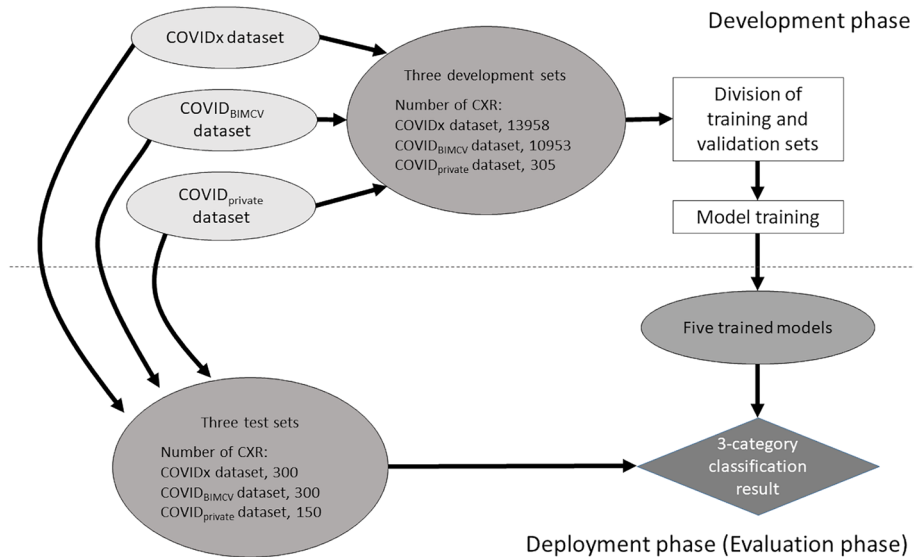 Development phase
COVIDx dataset
COVIDBIMCV
dataset
COVIDprivate
dataset
Three development sets
Number of CXR:
COVIDx dataset, 13958
COVIDBIMCV dataset, 10953
COVIDprivate dataset, 305
Division of
training and
validation sets
Model training
Five trained models
Three test sets
Number of CXR:
COVIDx dataset, 300
COVIDBIMCV dataset, 300
COVIDprivate dataset, 150
3-category
classification
result
Deployment phase (Evaluation phase)